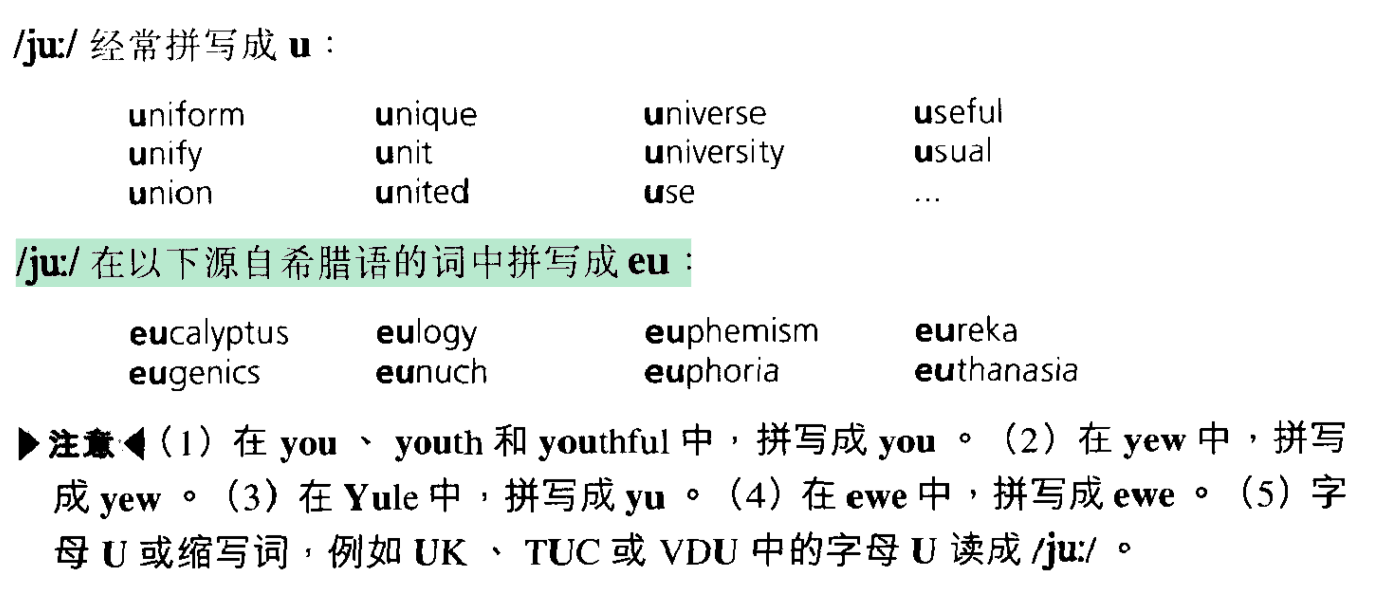 /ju:/ 经常拼写成 u：
uniform unique universe useful
unify unit university usual
union united use ...
/ju:/ 在以下源自希腊语的词中拼写成 eu：
eucalyptus eulogy euphemism eureka
eugenics eunuch euphoria euthanasia
▶注意◀（1）在 you 、 youth 和 youthful 中，拼写成 you 。（2）在 yew 中，拼写
成 yew 。（3）在 Yule 中，拼写成 yu 。（4）在 ewe 中，拼写成 ewe 。（5）字
母 U 或缩写词，例如 UK 、 TUC 或 VDU 中的字母 U 读成 /ju:/ 。